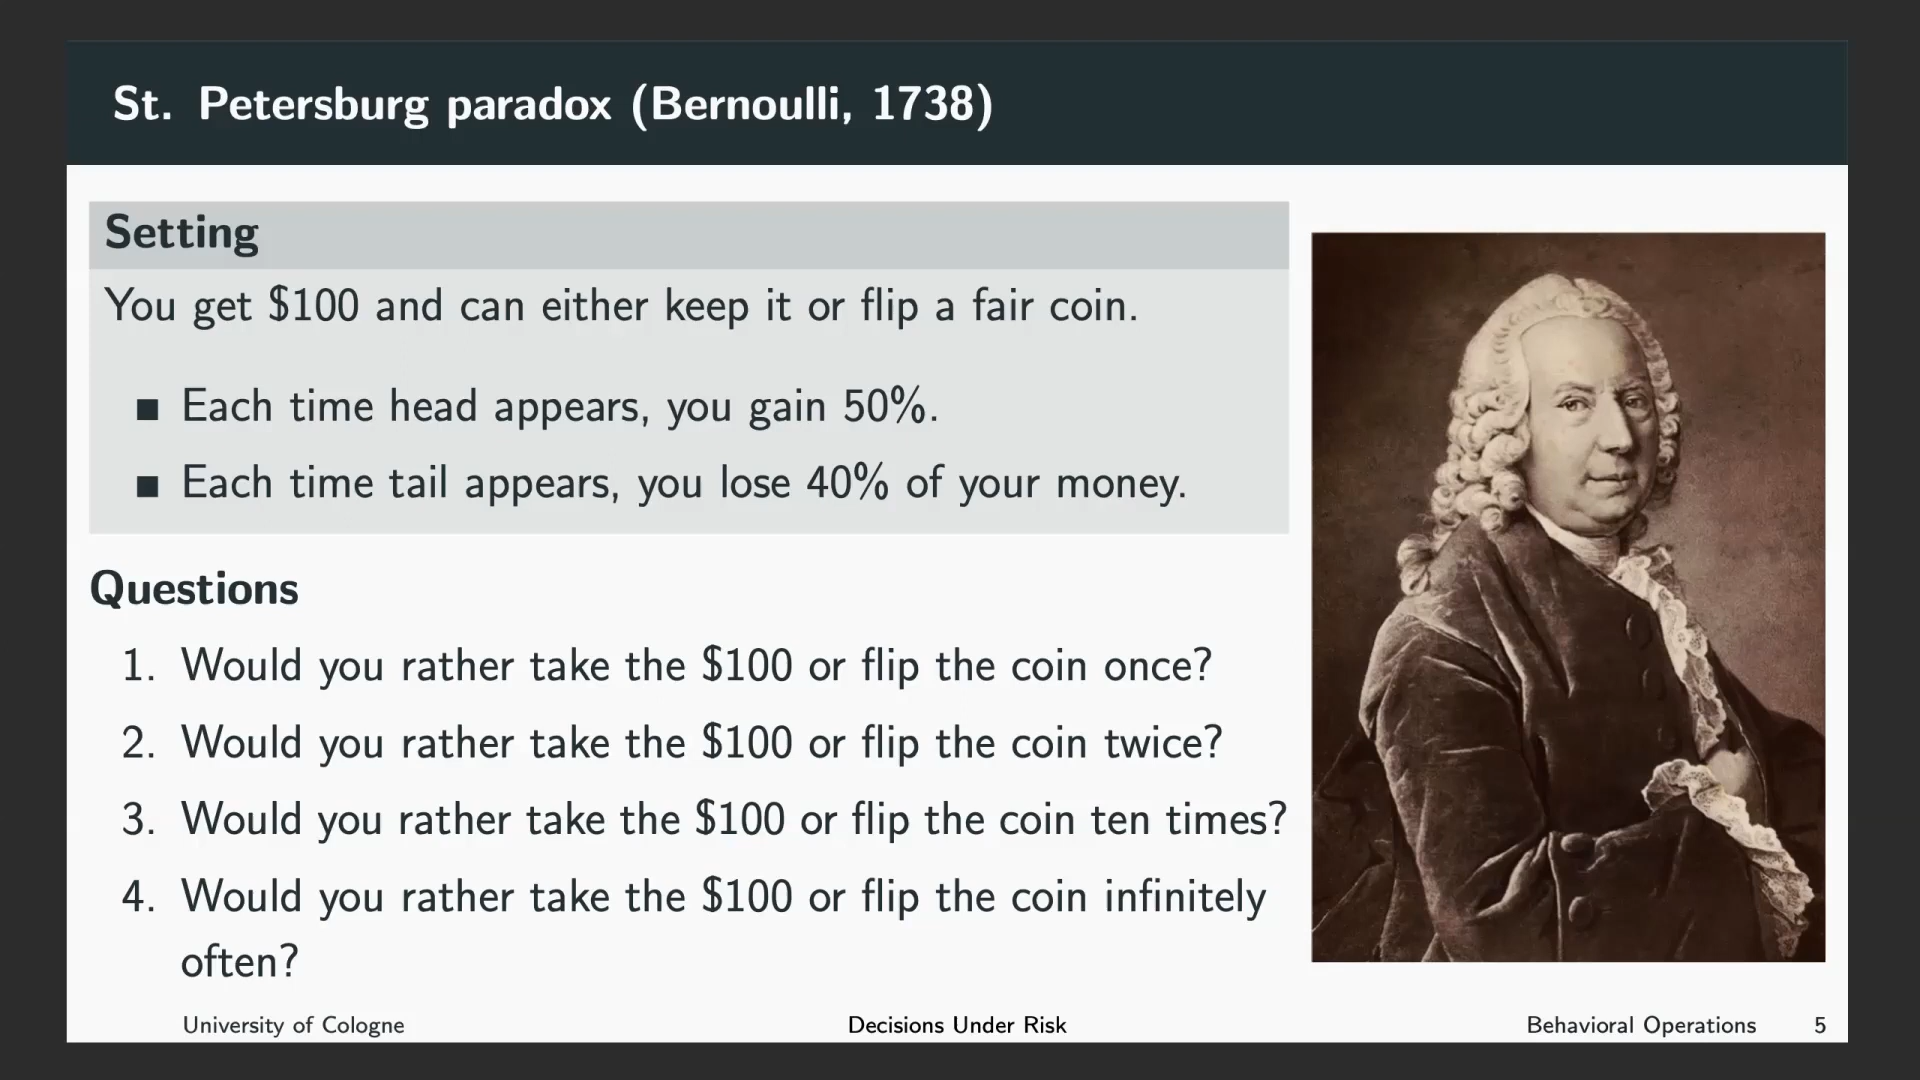 St. Petersburg paradox (Bernoulli, 1738)
Setting
You get $100 and can either keep it or flip a fair coin.
■ Each time head appears, you gain 50%.
■ Each time tail appears, you lose 40% of your money.
Questions
1. Would you rather take the $100 or flip the coin once?
2. Would you rather take the $100 or flip the coin twice?
3. Would you rather take the $100 or flip the coin ten times?
4. Would you rather take the $100 or flip the coin infinitely
often?
University of Cologne Decisions Under Risk Behavioral Operations 5